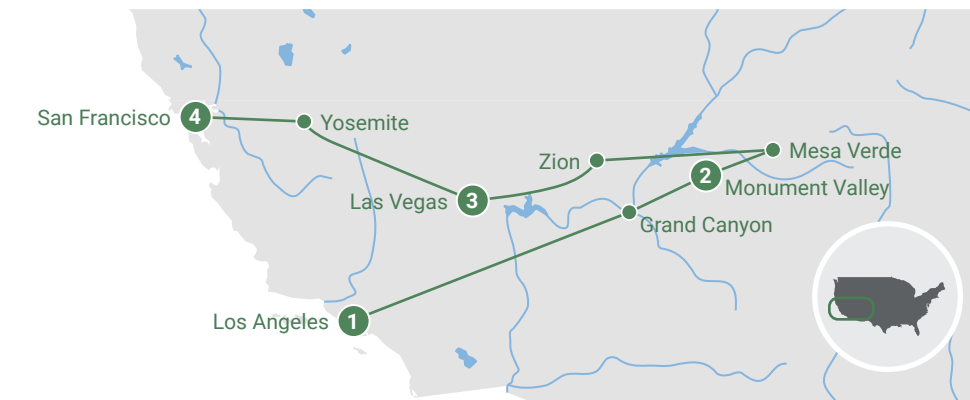 San Francisco 4
Yosemite
Mesa Verde
Zion
2
Monument Valley
Las Vegas 3
Grand Canyon
Los Angeles 1